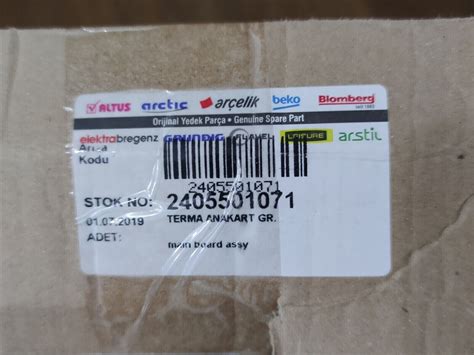 ALTUS arctic arçelik beko Blomberg
Orijinal Yedek Parça • Genuine Spare Part
elektrabregenz GRUNDIG FLAVEL LEISURE arstil
Kodu
2405501071
STOK NO: 2405501071
01.07.2019 TERMA ANAKART GR.
ADET: main board assy